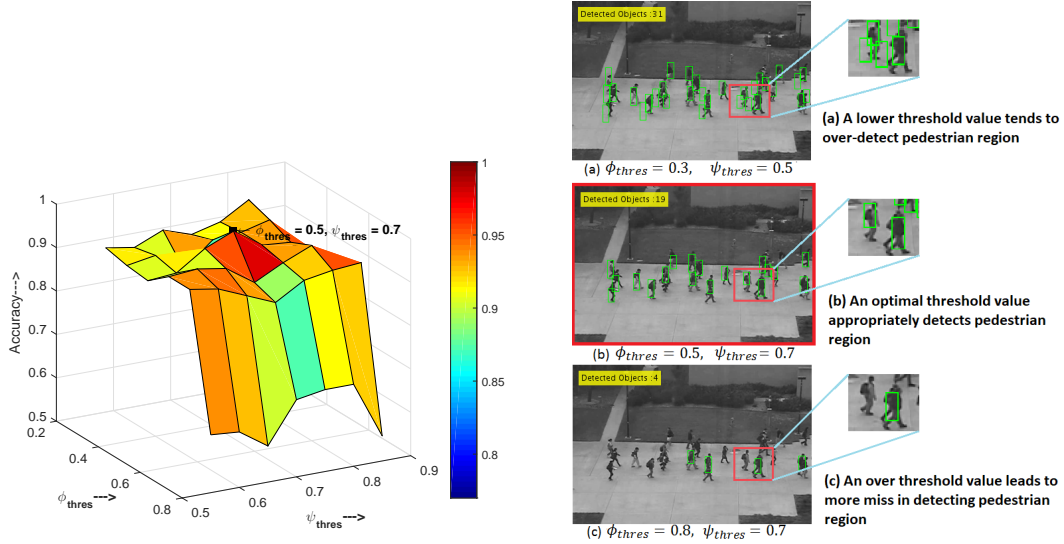 1
0.9
0.8
0.7
0.6
0.5
Accuracy--->
0.2
0.4
0.6
0.8
ϕthres--->
0.5
0.6
0.7
0.8
0.9
ψthres--->
ϕthres = 0.5, ψthres = 0.7
1
0.95
0.9
0.85
0.8
Detected Objects :31
(a) ϕthres = 0.3, ψthres = 0.5
(a) A lower threshold value tends to
over-detect pedestrian region
Detected Objects :19
(b) ϕthres = 0.5, ψthres = 0.7
(b) An optimal threshold value
appropriately detects pedestrian
region
Detected Objects :4
(c) ϕthres = 0.8, ψthres = 0.7
(c) An over threshold value leads to
more miss in detecting pedestrian
region